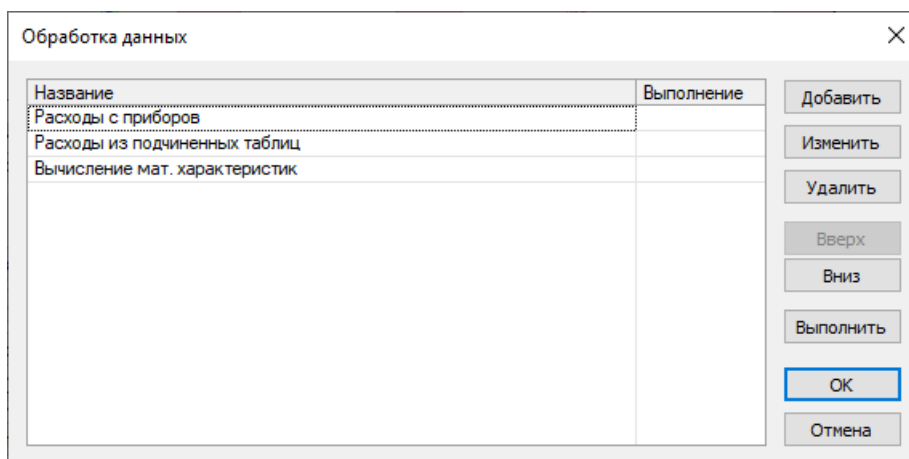 Обработка данных
Название Выполнение
Расходы с приборов
Расходы из подчиненных таблиц
Вычисление мат. характеристик
Добавить
Изменить
Удалить
Вверх
Вниз
Выполнить
OK
Отмена